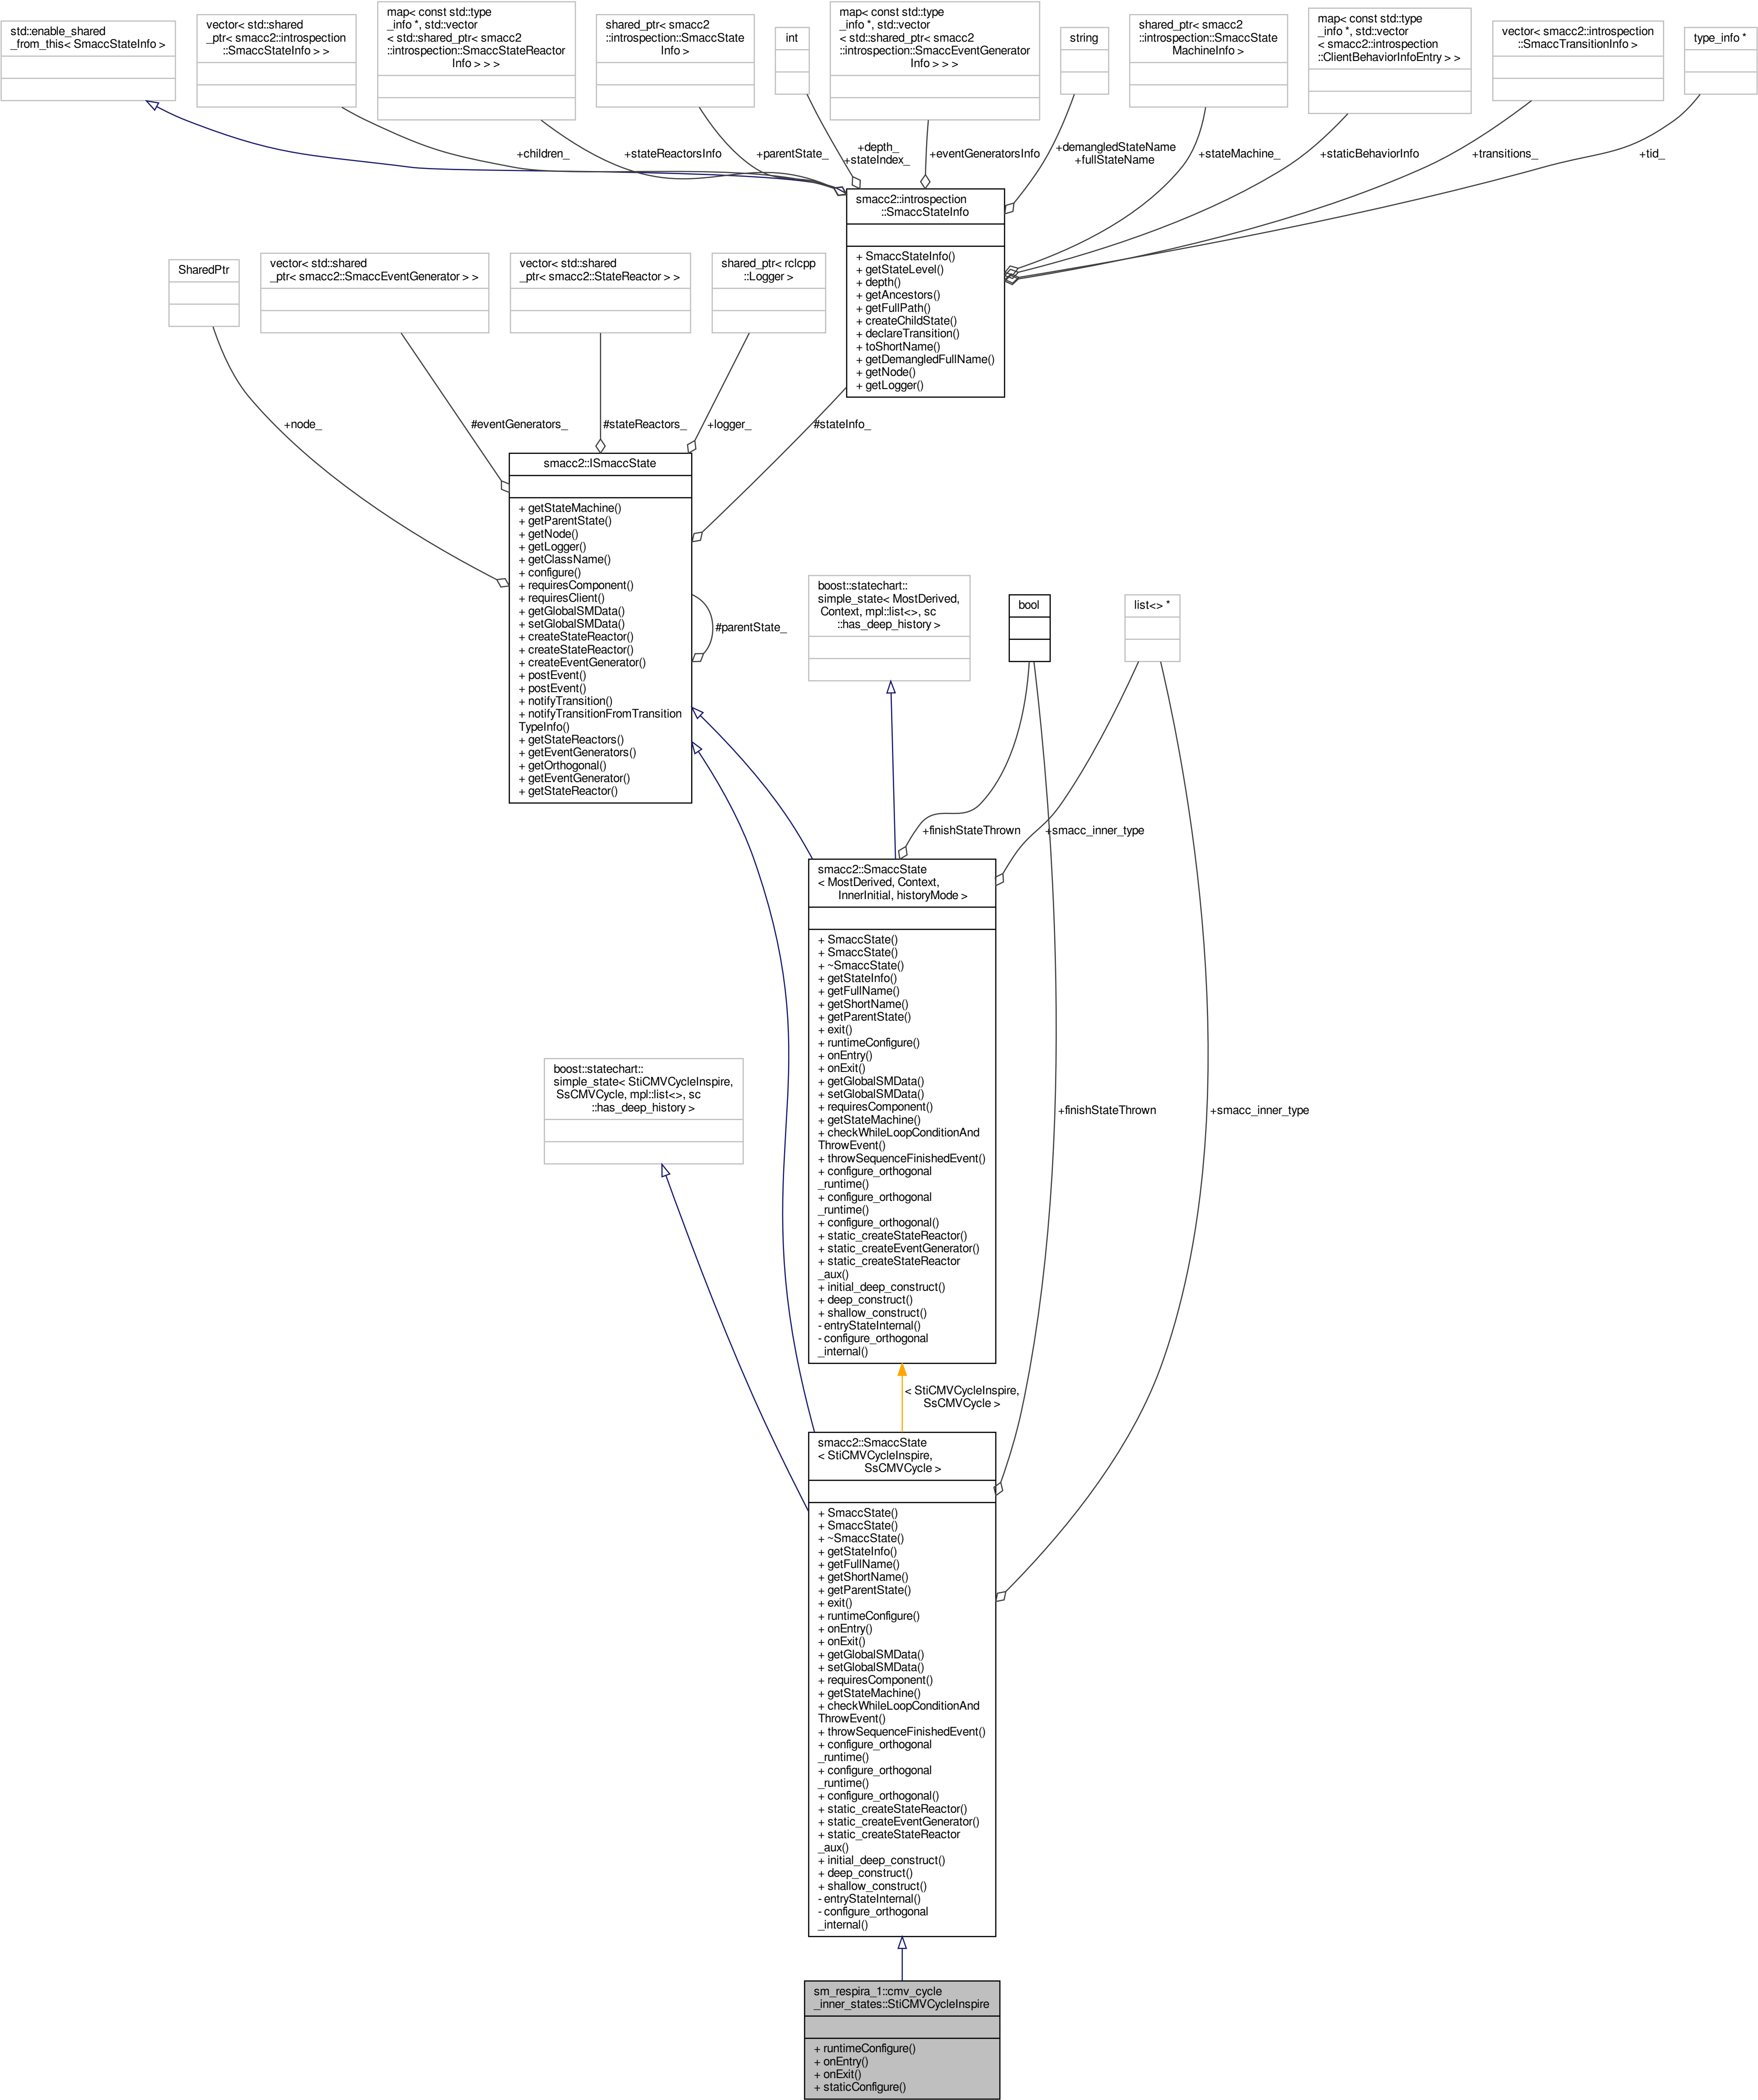 std::enable_shared
_from_this< SmaccStateInfo >
vector< std::shared
_ptr< smacc2::introspection
::SmaccStateInfo > >
map< const std::type
_info *, std::vector
< std::shared_ptr< smacc2
::introspection::SmaccStateReactor
Info > > >
shared_ptr< smacc2
::introspection::SmaccState
Info >
int
map< const std::type
_info *, std::vector
< std::shared_ptr< smacc2
::introspection::SmaccEventGenerator
Info > > >
string
shared_ptr< smacc2
::introspection::SmaccState
MachineInfo >
map< const std::type
_info *, std::vector
< smacc2::introspection
::ClientBehaviorInfoEntry > >
vector< smacc2::introspection
::SmaccTransitionInfo >
type_info *
+children_
+stateReactorsInfo
+parentState_
+depth_
+stateIndex_
+eventGeneratorsInfo
+demangledStateName
+fullStateName
+stateMachine_
+staticBehaviorInfo
+transitions_
+tid_
smacc2::introspection
::SmaccStateInfo
+ SmaccStateInfo()
+ getStateLevel()
+ depth()
+ getAncestors()
+ getFullPath()
+ createChildState()
+ declareTransition()
+ toShortName()
+ getDemangledFullName()
+ getNode()
+ getLogger()
SharedPtr
vector< std::shared
_ptr< smacc2::SmaccEventGenerator > >
vector< std::shared
_ptr< smacc2::StateReactor > >
shared_ptr< rclcpp
::Logger >
+node_
#eventGenerators_
#stateReactors_
+logger_
#stateInfo_
smacc2::ISmaccState
+ getStateMachine()
+ getParentState()
+ getNode()
+ getLogger()
+ getClassName()
+ configure()
+ requiresComponent()
+ requiresClient()
+ getGlobalSMData()
+ setGlobalSMData()
+ createStateReactor()
+ createStateReactor()
+ createEventGenerator()
+ postEvent()
+ postEvent()
+ notifyTransition()
+ notifyTransitionFromTransition
TypeInfo()
+ getStateReactors()
+ getEventGenerators()
+ getOrthogonal()
+ getEventGenerator()
+ getStateReactor()
#parentState_
boost::statechart::
simple_state< MostDerived,
Context, mpl::list<>, sc
::has_deep_history >
bool
list<> *
+finishStateThrown
+smacc_inner_type
smacc2::SmaccState
< MostDerived, Context,
InnerInitial, historyMode >
+ SmaccState()
+ SmaccState()
+ ~SmaccState()
+ getStateInfo()
+ getFullName()
+ getShortName()
+ getParentState()
+ exit()
+ runtimeConfigure()
+ onEntry()
+ onExit()
+ getGlobalSMData()
+ setGlobalSMData()
+ requiresComponent()
+ getStateMachine()
+ checkWhileLoopConditionAnd
ThrowEvent()
+ throwSequenceFinishedEvent()
+ configure_orthogonal
_runtime()
+ configure_orthogonal
_runtime()
+ configure_orthogonal()
+ static_createStateReactor()
+ static_createEventGenerator()
+ static_createStateReactor
_aux()
+ initial_deep_construct()
+ deep_construct()
+ shallow_construct()
- entryStateInternal()
- configure_orthogonal
_internal()
boost::statechart::
simple_state< StiCMVCycleInspire,
SsCMVCycle, mpl::list<>, sc
::has_deep_history >
+finishStateThrown
+smacc_inner_type
< StiCMVCycleInspire,
SsCMVCycle >
smacc2::SmaccState
< StiCMVCycleInspire,
SsCMVCycle >
+ SmaccState()
+ SmaccState()
+ ~SmaccState()
+ getStateInfo()
+ getFullName()
+ getShortName()
+ getParentState()
+ exit()
+ runtimeConfigure()
+ onEntry()
+ onExit()
+ getGlobalSMData()
+ setGlobalSMData()
+ requiresComponent()
+ getStateMachine()
+ checkWhileLoopConditionAnd
ThrowEvent()
+ throwSequenceFinishedEvent()
+ configure_orthogonal
_runtime()
+ configure_orthogonal
_runtime()
+ configure_orthogonal()
+ static_createStateReactor()
+ static_createEventGenerator()
+ static_createStateReactor
_aux()
+ initial_deep_construct()
+ deep_construct()
+ shallow_construct()
- entryStateInternal()
- configure_orthogonal
_internal()
sm_respira_1::cmv_cycle
_inner_states::StiCMVCycleInspire
+ runtimeConfigure()
+ onEntry()
+ onExit()
+ staticConfigure()